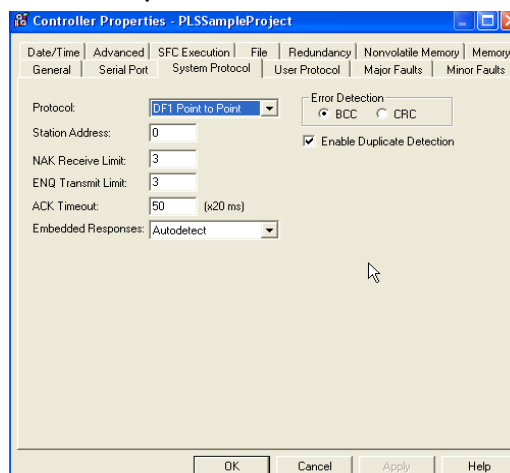 Controller Properties - PLSSampleProject
Date/Time Advanced SFC Execution File Redundancy Nonvolatile Memory Memory
General Serial Port System Protocol User Protocol Major Faults Minor Faults
Protocol: DF1 Point to Point
Error Detection
BCC CRC
Station Address: 0
Enable Duplicate Detection
NAK Receive Limit: 3
ENQ Transmit Limit: 3
ACK Timeout: 50 (x20 ms)
Embedded Responses: Autodetect
OK Cancel Apply Help